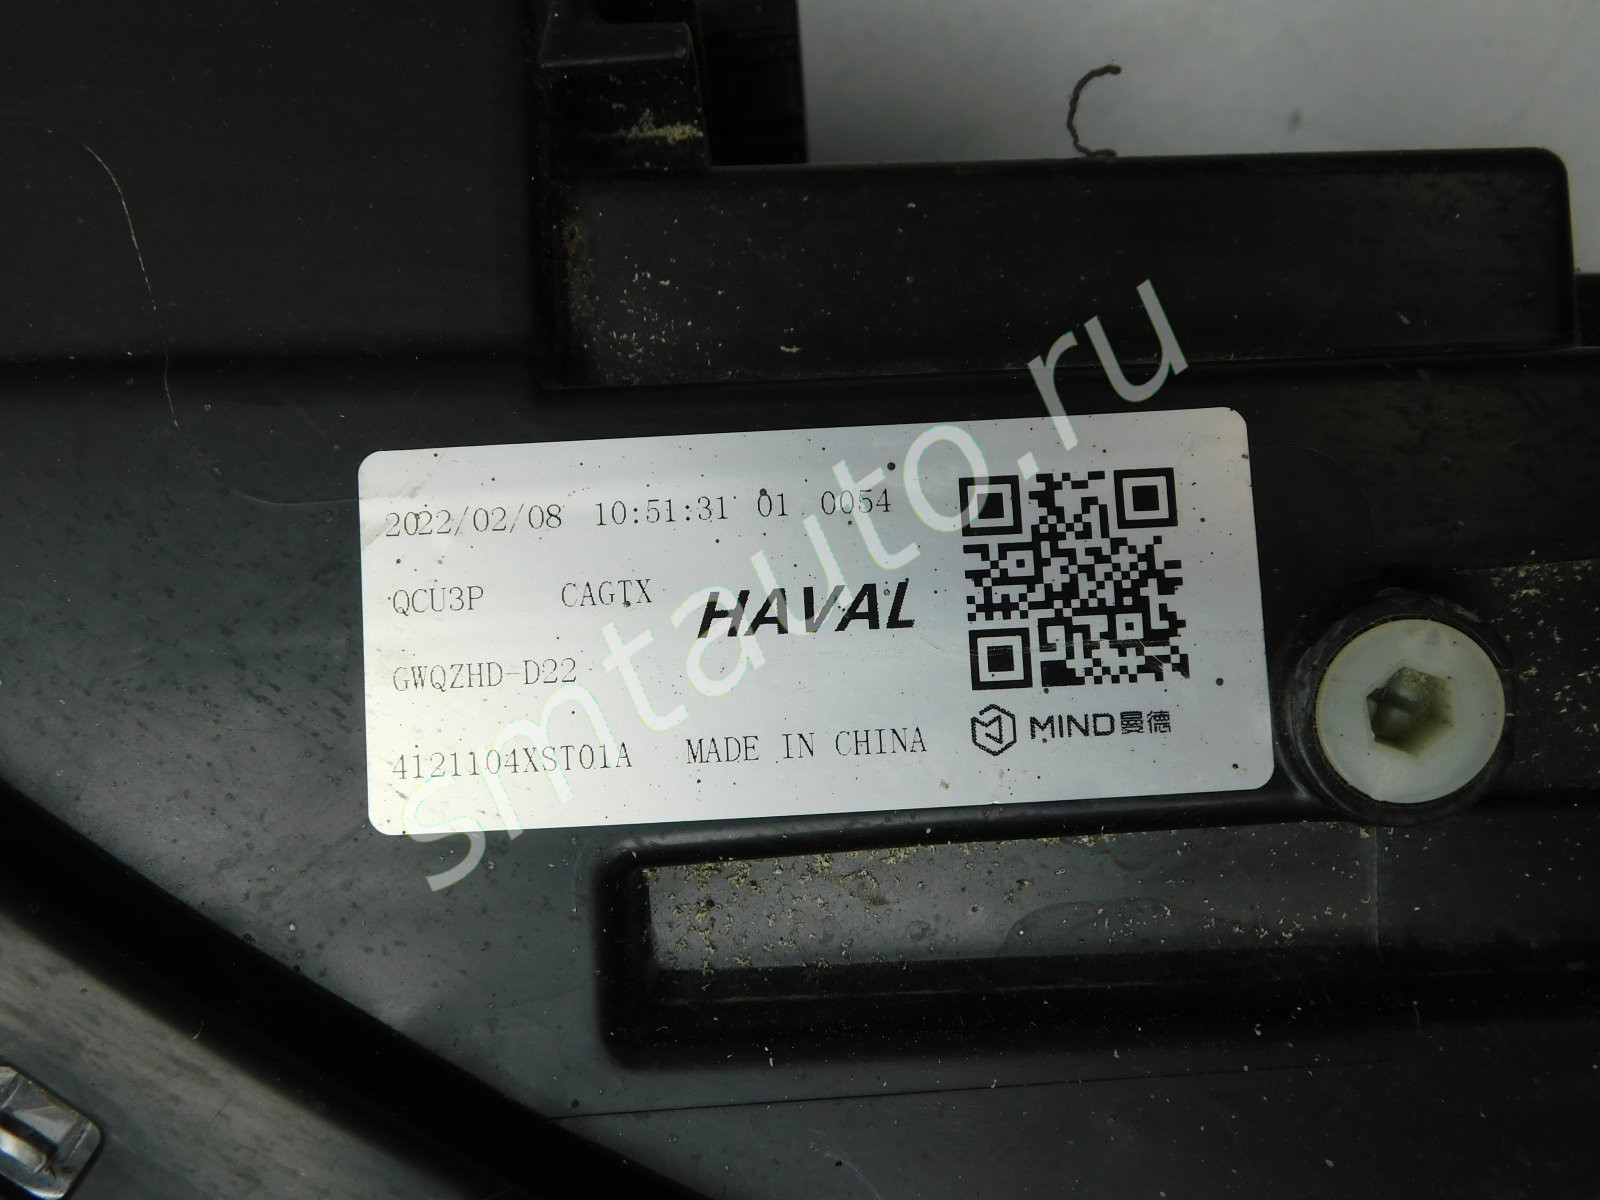 2022/02/08 10:51:31 01 0054
QCU3P CAGTX
HAVAL
GWQZHD-D22
4121104XST01A MADE IN CHINA
MIND曼德
smtauto.ru